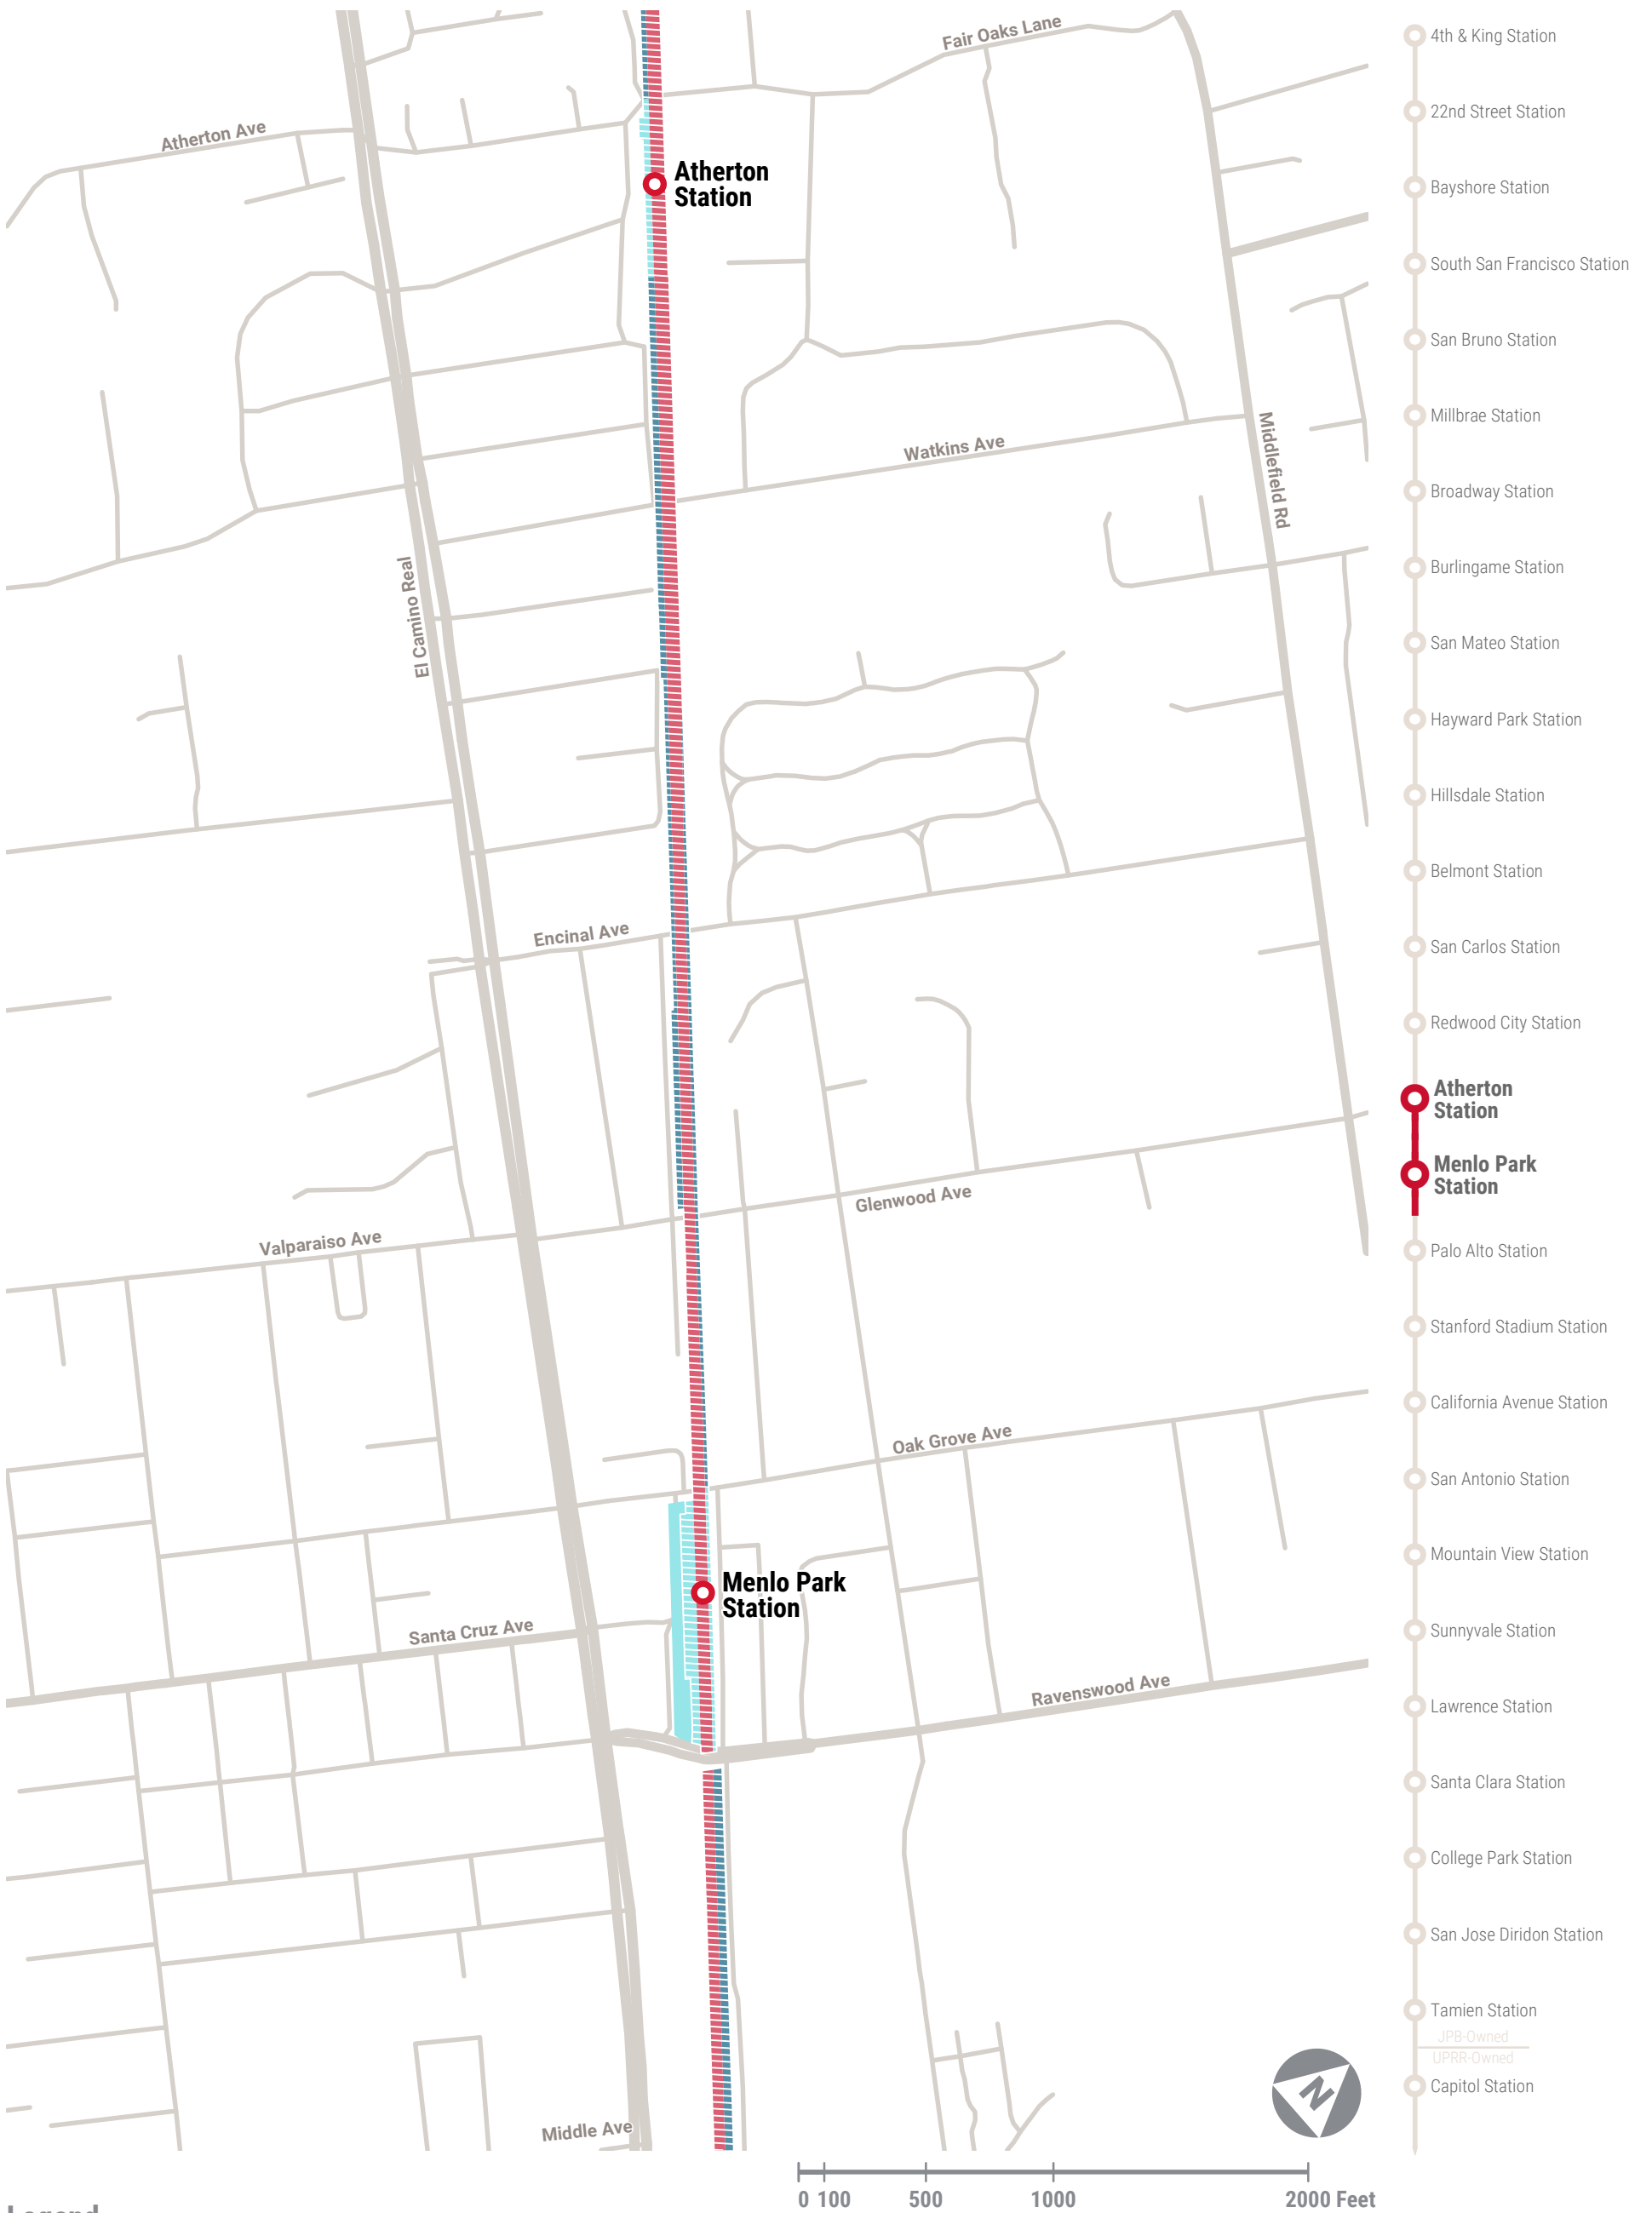 Fair Oaks Lane
Atherton Ave
Atherton
Station
Watkins Ave
Middlefield Rd
El Camino Real
Encinal Ave
Glenwood Ave
Valparaiso Ave
Oak Grove Ave
Menlo Park
Station
Santa Cruz Ave
Ravenswood Ave
Middle Ave
N
0 100 500 1000 2000 Feet
4th & King Station
22nd Street Station
Bayshore Station
South San Francisco Station
San Bruno Station
Millbrae Station
Broadway Station
Burlingame Station
San Mateo Station
Hayward Park Station
Hillsdale Station
Belmont Station
San Carlos Station
Redwood City Station
Atherton
Station
Menlo Park
Station
Palo Alto Station
Stanford Stadium Station
California Avenue Station
San Antonio Station
Mountain View Station
Sunnyvale Station
Lawrence Station
Santa Clara Station
College Park Station
San Jose Diridon Station
Tamien Station
JPB-Owned
UPRR-Owned
Capitol Station
Legend